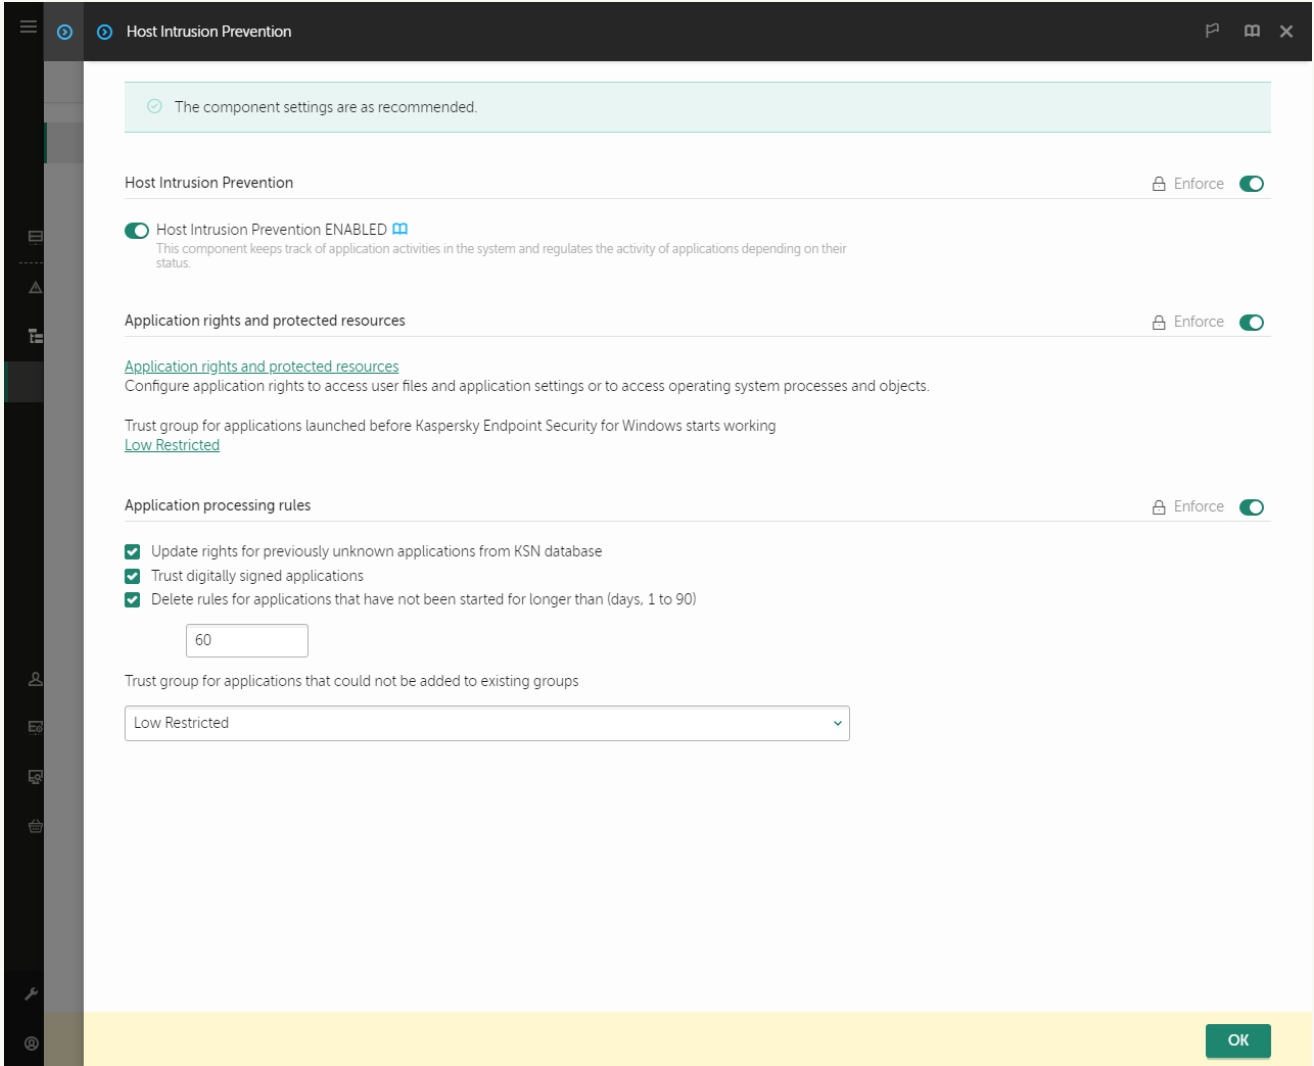 Host Intrusion Prevention
The component settings are as recommended.
Host Intrusion Prevention
Enforce
Host Intrusion Prevention ENABLED
This component keeps track of application activities in the system and regulates the activity of applications depending on their
status.
Application rights and protected resources
Enforce
Application rights and protected resources
Configure application rights to access user files and application settings or to access operating system processes and objects.
Trust group for applications launched before Kaspersky Endpoint Security for Windows starts working
Low Restricted
Application processing rules
Enforce
Update rights for previously unknown applications from KSN database
Trust digitally signed applications
Delete rules for applications that have not been started for longer than (days, 1 to 90)
60
Trust group for applications that could not be added to existing groups
Low Restricted
OK